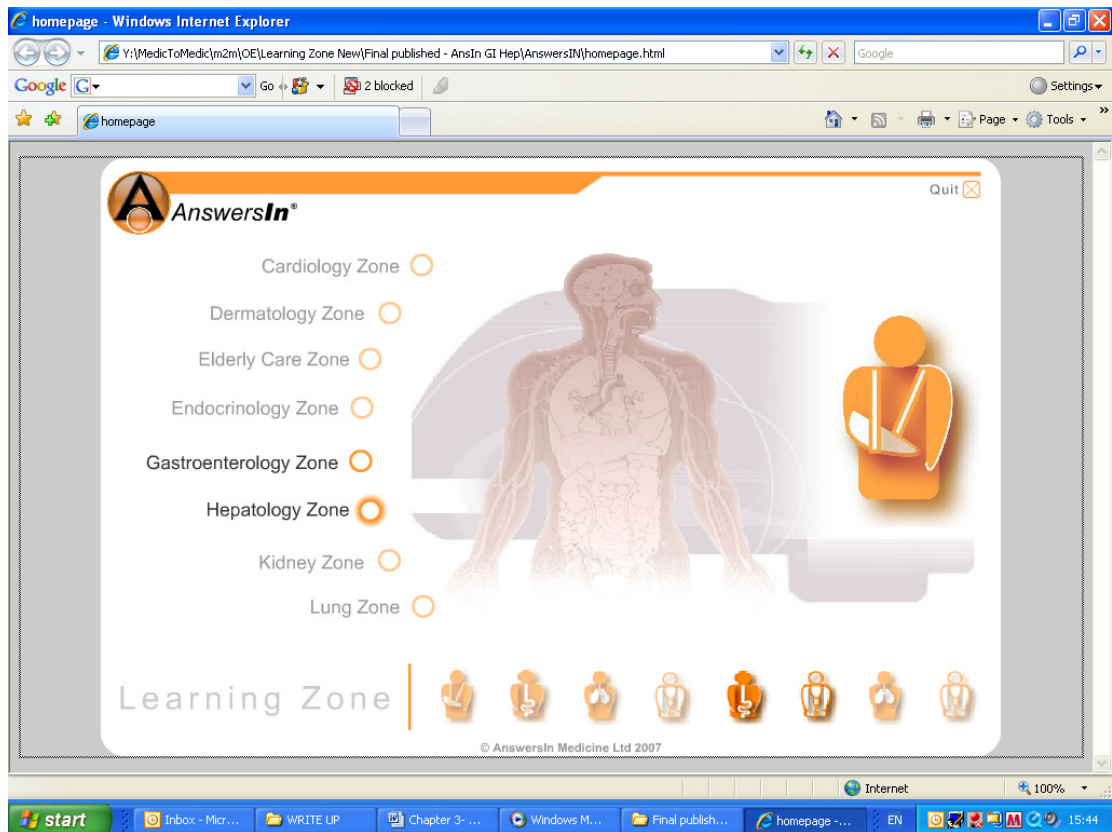 homepage - Windows Internet Explorer
Y:\MedicToMedic\m2m\OE\Learning Zone New\Final published - AnsIn GI Hep\AnswersIN\homepage.html
Google
Google G Go 2 blocked Settings
homepage Page Tools »
Quit
AnswersIn®
Cardiology Zone
Dermatology Zone
Elderly Care Zone
Endocrinology Zone
Gastroenterology Zone
Hepatology Zone
Kidney Zone
Lung Zone
Learning Zone
© AnswersIn Medicine Ltd 2007
Internet 100%
start Inbox - Micr... WRITE UP Chapter 3- ... Windows M... Final publish... homepage -... EN 15:44